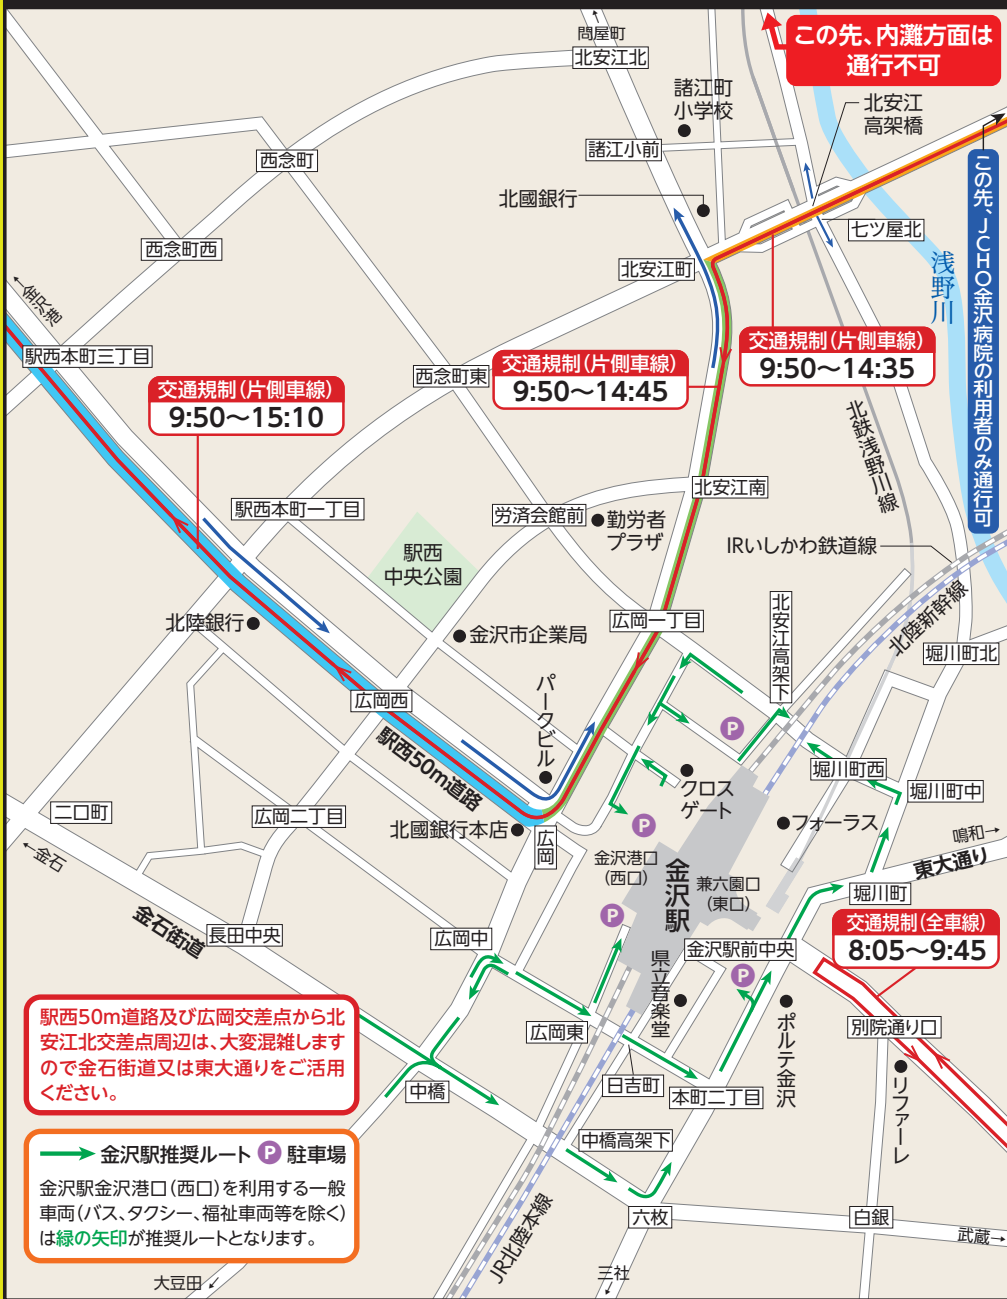 この先、内灘方面は
通行不可
↑
問屋町
北安江北
諸江町
小学校
北安江
高架橋
諸江小前
西念町
北國銀行
この先、JCHO金沢病院の利用者のみ通行可
七ツ屋北
西念町西
浅野川
北安江町
←金沢港
駅西本町三丁目
交通規制(片側車線)
9:50〜14:35
交通規制(片側車線)
9:50〜14:45
西念町東
交通規制(片側車線)
9:50〜15:10
北鉄浅野川線
北安江南
駅西本町一丁目
労済会館前
勤労者
プラザ
IRいしかわ鉄道線
駅西
中央公園
北陸新幹線
北安江高架下
広岡一丁目
北陸銀行
金沢市企業局
堀川町北
パークビル
広岡西
P
駅西50m道路
堀川町西
クロス
ゲート
堀川町中
二口町
広岡二丁目
北國銀行本店
広岡
P
フォーラス
鳴和→
東大通り
←金石
金沢港口
(西口)
金沢駅
兼六園口
(東口)
堀川町
金石街道
長田中央
広岡中
P
交通規制(全車線)
8:05〜9:45
金沢駅前中央
県立音楽堂
P
駅西50m道路及び広岡交差点から北
安江北交差点周辺は、大変混雑します
ので金石街道又は東大通りをご活用
ください。
広岡東
ポルテ金沢
別院通り口
リファーレ
中橋
日吉町
本町二丁目
中橋高架下
金沢駅推奨ルート P 駐車場
金沢駅金沢港口(西口)を利用する一般
車両(バス、タクシー、福祉車両等を除く)
は緑の矢印が推奨ルートとなります。
JR北陸本線
六枚
白銀
武蔵→
大豆田↙
三社
↙